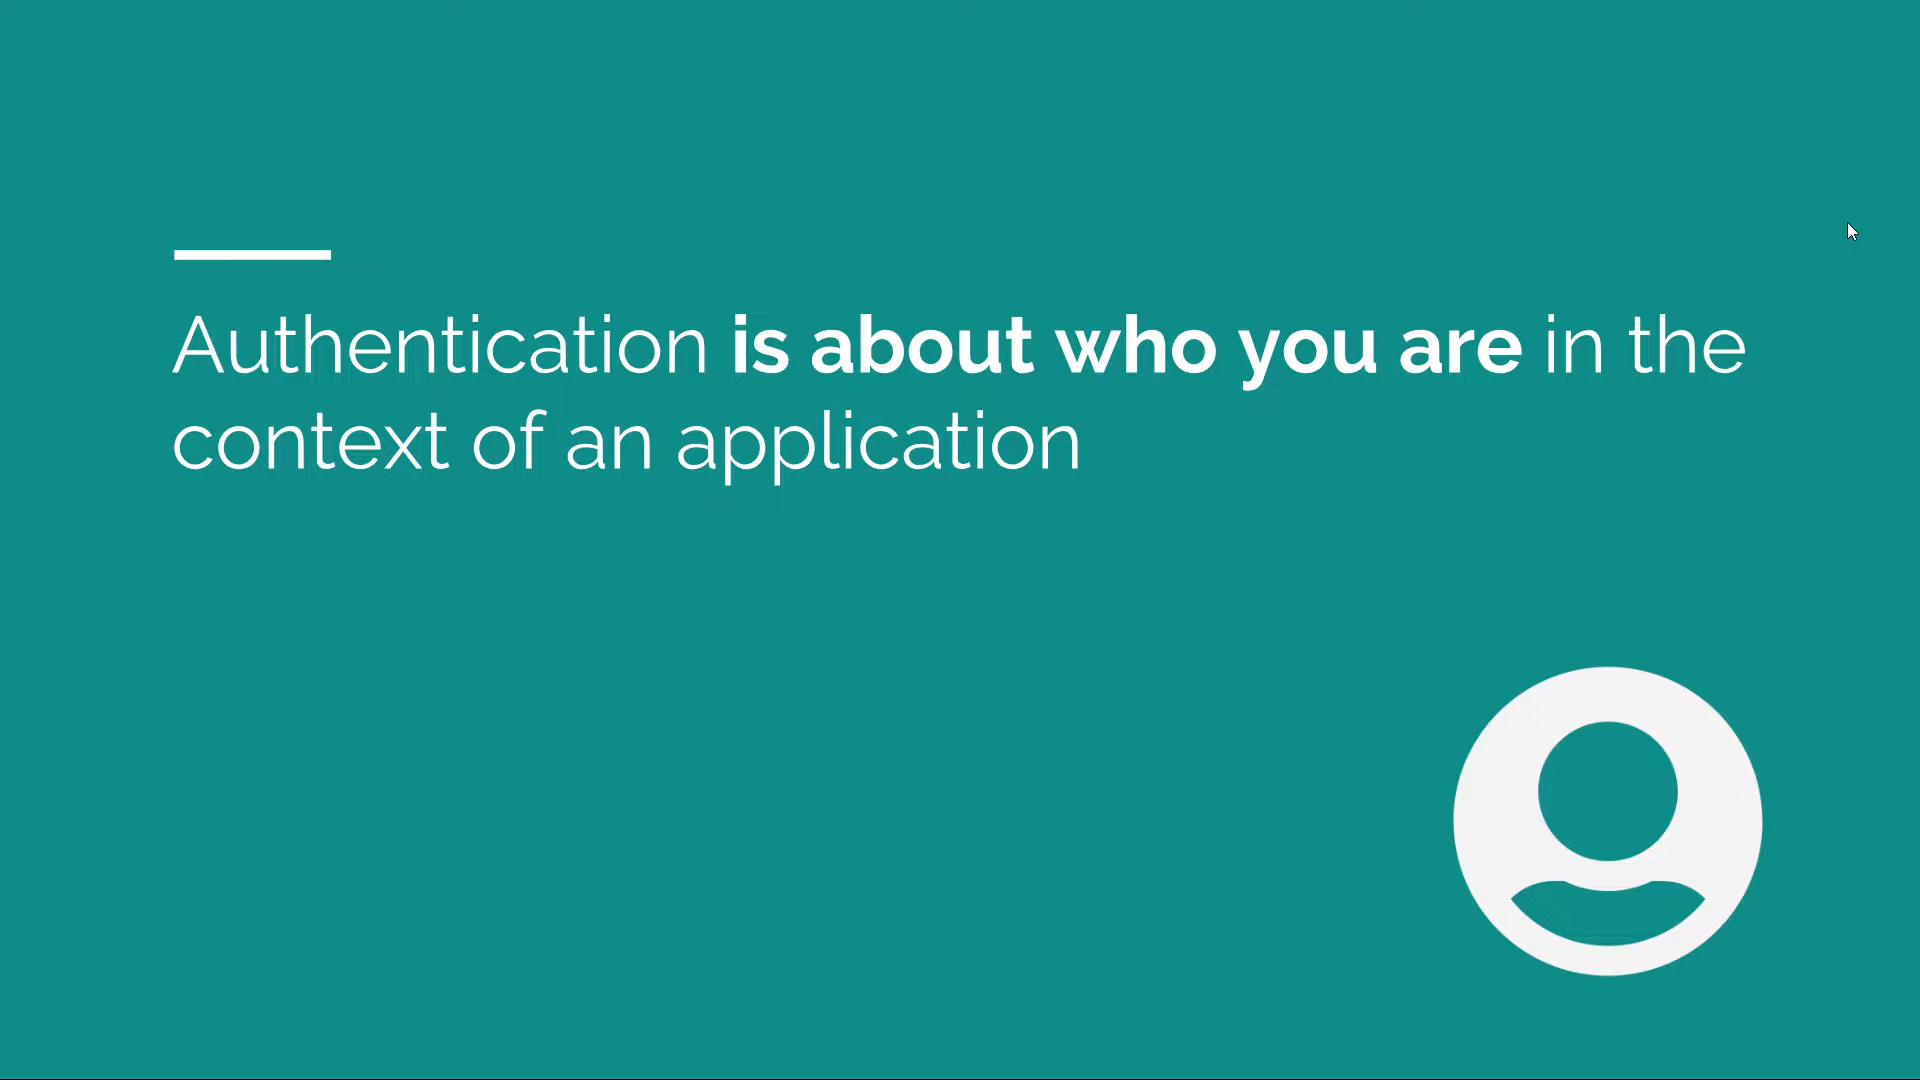 Authentication is about who you are in the
context of an application